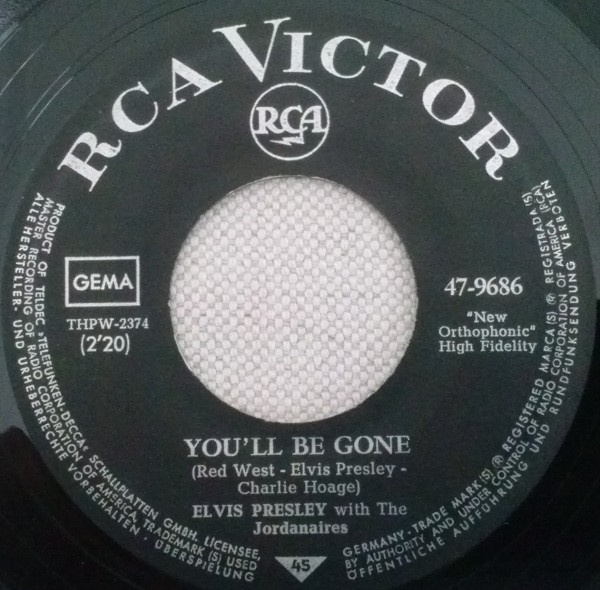 RCA VICTOR
RCA
GEMA
THPW-2374
(2'20)
47-9686
"New
Orthophonic"
High Fidelity
YOU'LL BE GONE
(Red West - Elvis Presley -
Charlie Hoage)
ELVIS PRESLEY with The
Jordanaires
45
PRODUCT OF TELDEC »TELEFUNKEN-DECCA« SCHALLPLATTEN GMBH. LICENSEE,
MASTER RECORDING OF RADIO CORPORATION OF AMERICA. TRADEMARK (S) USED
ALLE HERSTELLER- UND URHEBERRECHTE VORBEHALTEN · ÜBERSPIELUNG
GERMANY-TRADE MARK (S) ® REGISTERED MARCA (S) ® REGISTRADA (S)
BY AUTHORITY AND UNDER CONTROL OF RADIO CORPORATION OF AMERICA (RCA)
ÖFFENTLICHE AUFFÜHRUNG UND RUNDFUNKSENDUNG VERBOTEN